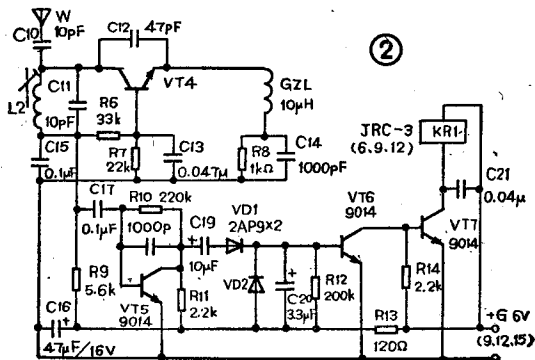 W
C10
10pF
C12
47pF
②
VT4
C11
10pF
L2
R6
33k
GZL
10μH
JRC-3
(6.9.12)
KR1
C15
0.1μF
R7
22k
C13
0.047μ
R8
1kΩ
C14
1000pF
C21
0.04μ
C17
0.1μF
R10 220k
1000p
C19
10μF
VD1
2AP9×2
VT6
9014
VT7
9014
R9
5.6k
VT5
9014
R11
2.2k
VD2
C20
3.3μF
R12
200k
R14
2.2k
R13
120Ω
C16
47μF/16V
+G 6V
(9.12.15)